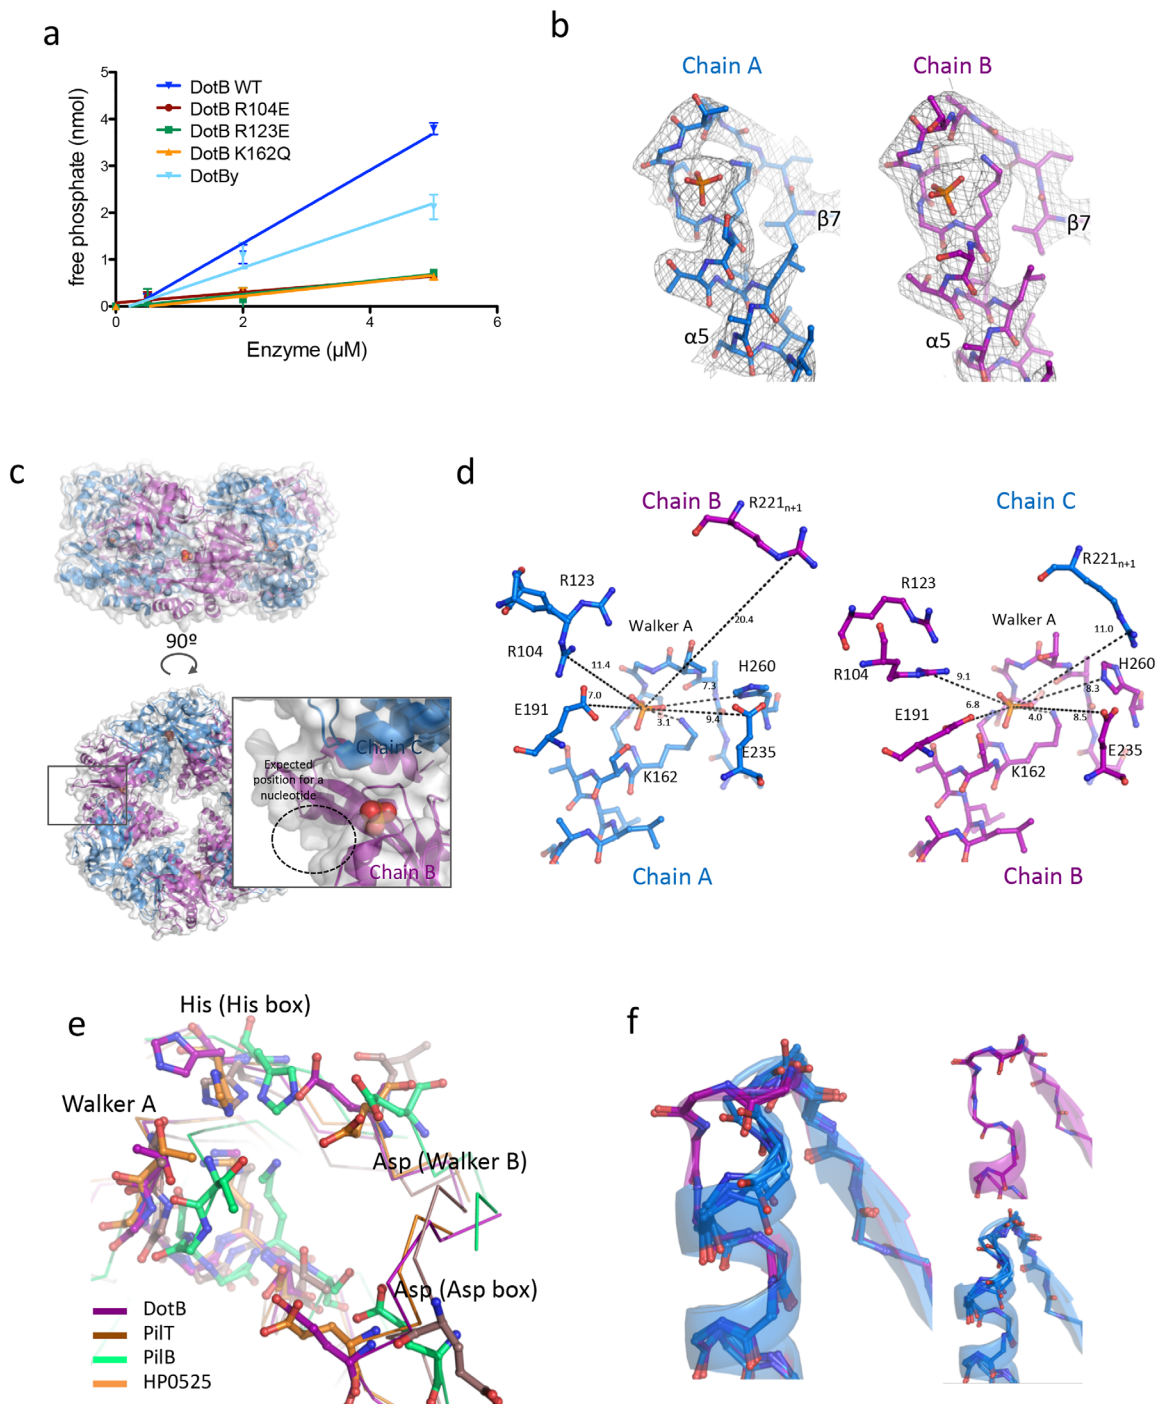 a
5
4
3
2
1
0
0
2
4
6
free phosphate (nmol)
Enzyme (µM)
DotB WT
DotB R104E
DotB R123E
DotB K162Q
DotBy
b
Chain A
Chain B
β7
β7
α5
α5
c
90º
Chain C
Expected
position for a
nucleotide
Chain B
d
Chain B
R221n+1
R123
20.4
Walker A
R104
11.4
H260
7.3
7.0
E191
3.1
9.4
E235
K162
Chain A
Chain C
R221n+1
R123
Walker A
11.0
R104
9.1
H260
8.3
6.8
E191
4.0
8.5
E235
K162
Chain B
e
His (His box)
Walker A
Asp (Walker B)
Asp (Asp box)
DotB
PilT
PilB
HP0525
f